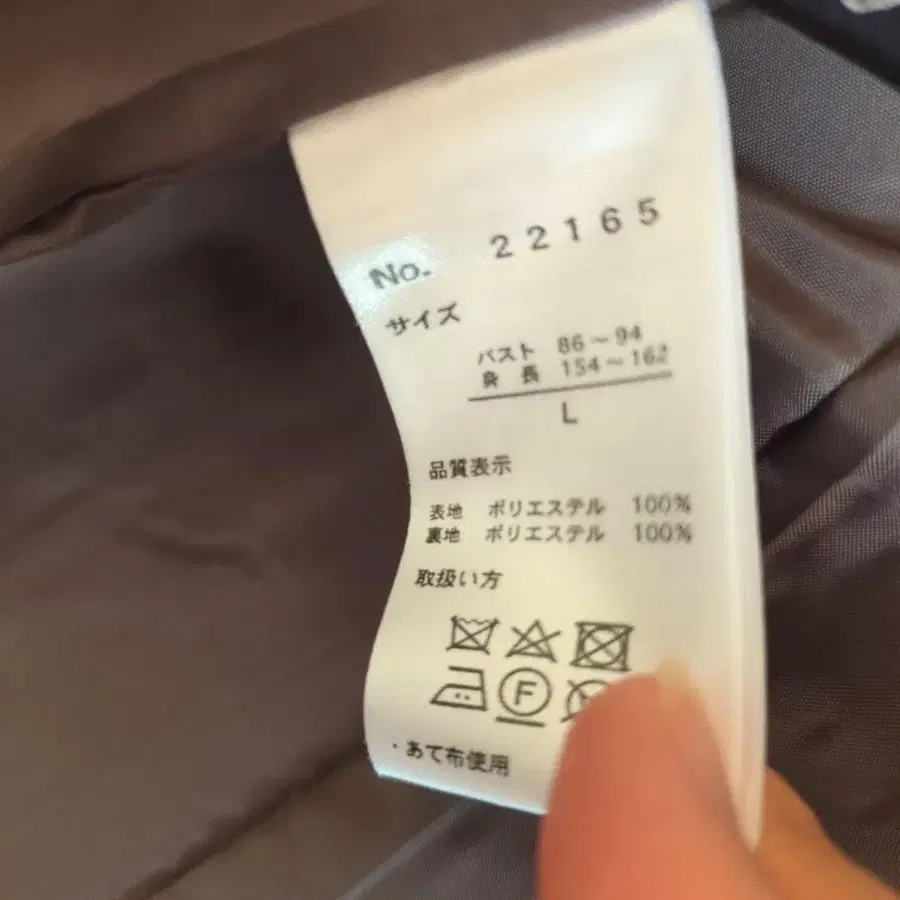 No. 22165
サイズ
バスト 86～94
身長 154～162
L
品質表示
表地 ポリエステル 100%
裏地 ポリエステル 100%
取扱い方
F
・あて布使用